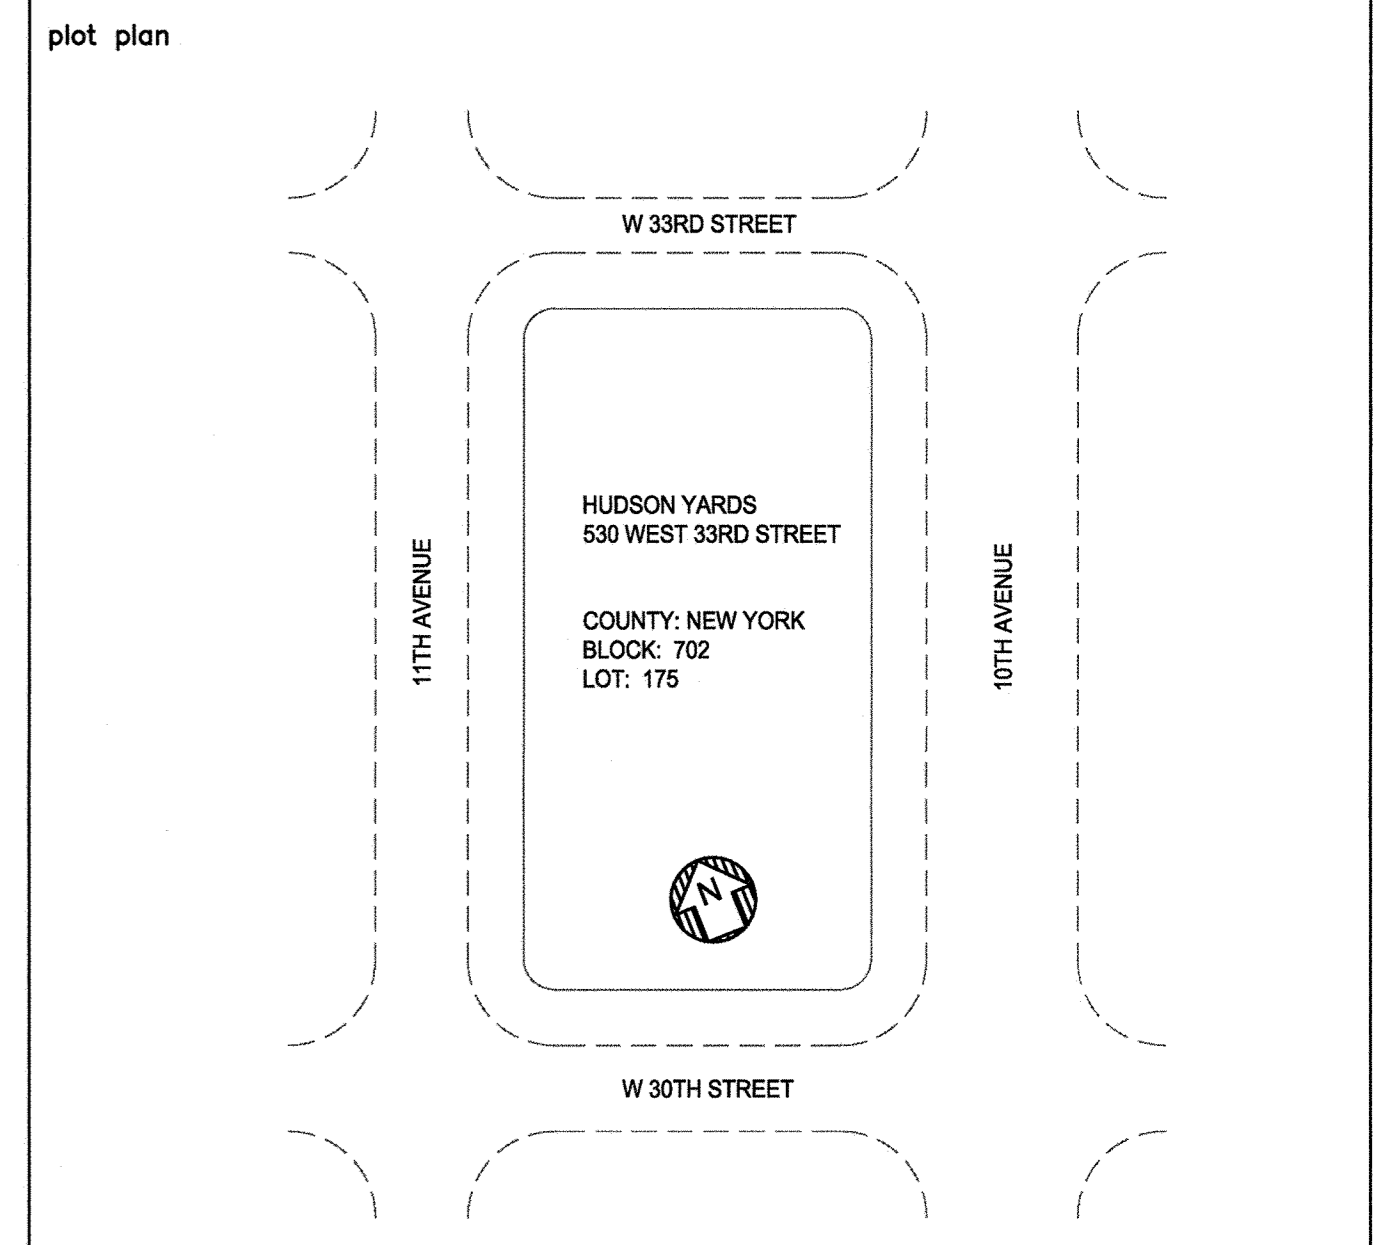 plot plan
W 33RD STREET
HUDSON YARDS
530 WEST 33RD STREET
11TH AVENUE
10TH AVENUE
COUNTY: NEW YORK
BLOCK: 702
LOT: 175
N
W 30TH STREET